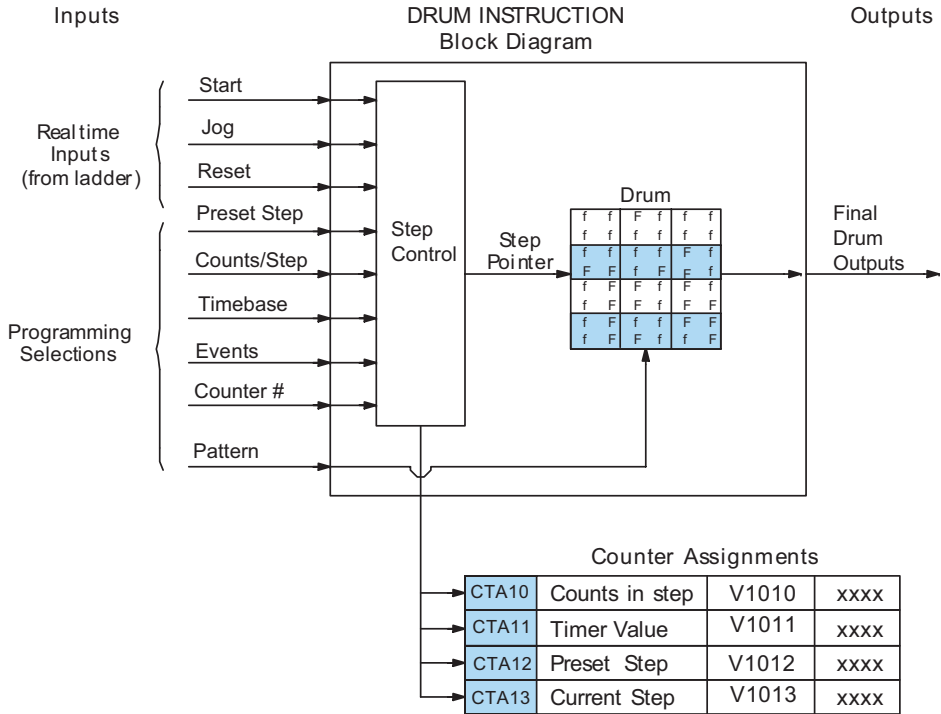 Inputs
DRUM INSTRUCTION
Block Diagram
Outputs
Realtime
Inputs
(from ladder)
Start
Jog
Reset
Programming
Selections
Preset Step
Counts/Step
Timebase
Events
Counter #
Pattern
Step
Control
Step
Pointer
Drum
f f F f f f
f f f f f f
f f f f f f
F F f F F f
f F F f f f
f F f f F F
f F f f F F
f F F f f F
Final
Drum
Outputs
Counter Assignments
CTA10 Counts in step V1010 xxxx
CTA11 Timer Value V1011 xxxx
CTA12 Preset Step V1012 xxxx
CTA13 Current Step V1013 xxxx